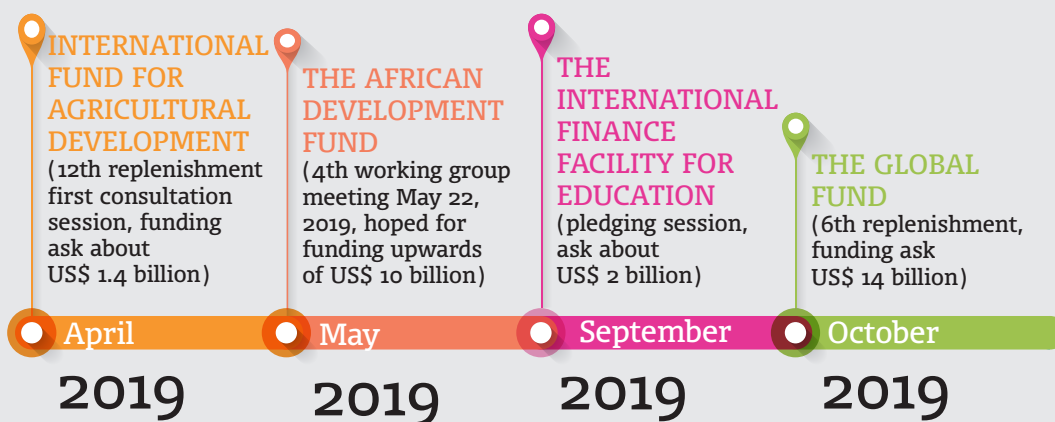 INTERNATIONAL
FUND FOR
AGRICULTURAL
DEVELOPMENT
(12th replenishment
first consultation
session, funding
ask about
US$ 1.4 billion)
THE AFRICAN
DEVELOPMENT
FUND
(4th working group
meeting May 22,
2019, hoped for
funding upwards
of US$ 10 billion)
THE
INTERNATIONAL
FINANCE
FACILITY FOR
EDUCATION
(pledging session,
ask about
US$ 2 billion)
THE GLOBAL
FUND
(6th replenishment,
funding ask
US$ 14 billion)
April
May
September
October
2019
2019
2019
2019